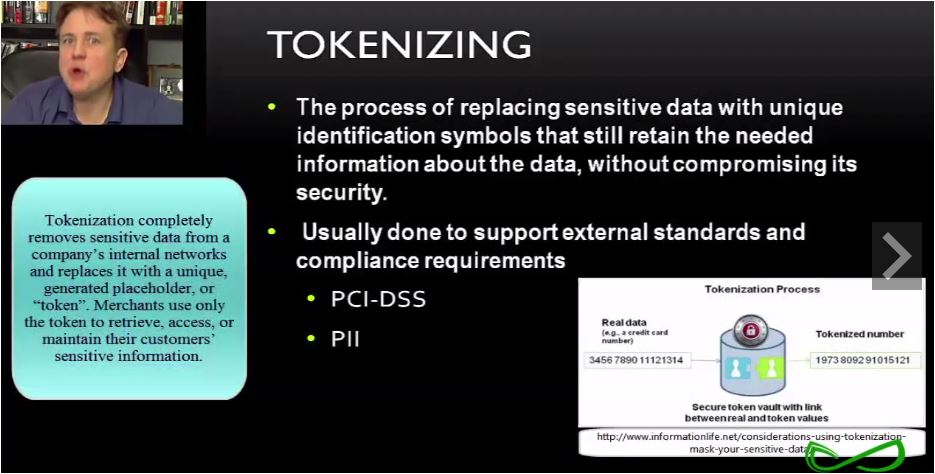 TOKENIZING
• The process of replacing sensitive data with unique
identification symbols that still retain the needed
information about the data, without compromising its
security.
• Usually done to support external standards and
compliance requirements
• PCI-DSS
• PII
Tokenization completely
removes sensitive data from a
company's internal networks
and replaces it with a unique,
generated placeholder, or
“token”. Merchants use only
the token to retrieve, access, or
maintain their customers’
sensitive information.
Tokenization Process
Real data
(e.g., a credit card
number)
3456 7890 11121314
Tokenized number
1973 8092 91015121
Secure token vault with link
between real and token values
http://www.informationlife.net/considerations-using-tokenization-
mask-your-sensitive-data